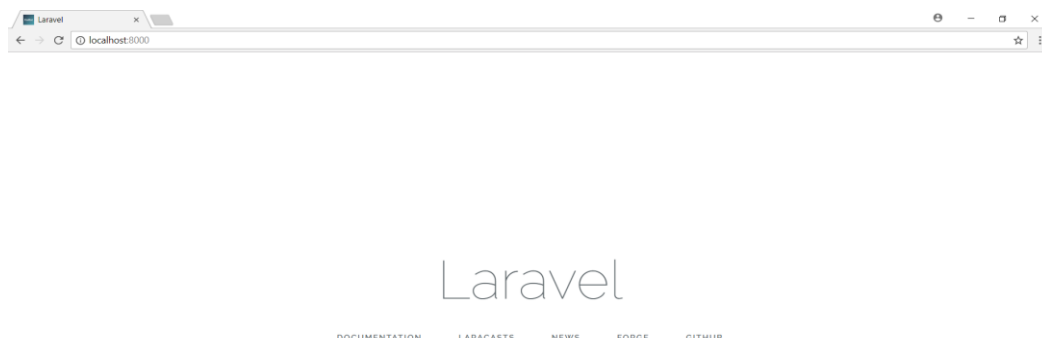 Laravel
localhost:8000
Laravel
DOCUMENTATION LARACASTS NEWS FORGE GITHUB